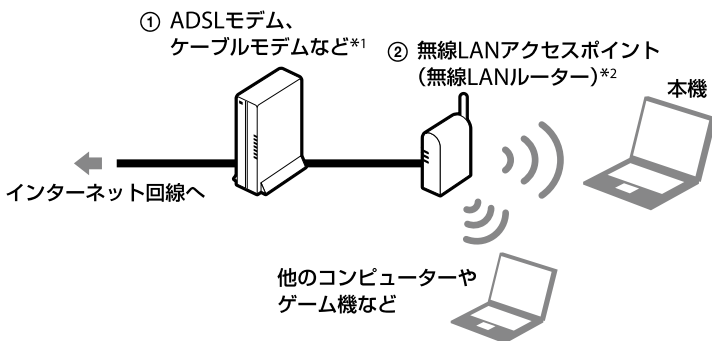 ① ADSLモデム、
ケーブルモデムなど*1
② 無線LANアクセスポイント
（無線LANルーター）*2
本機
インターネット回線へ
他のコンピューターや
ゲーム機など